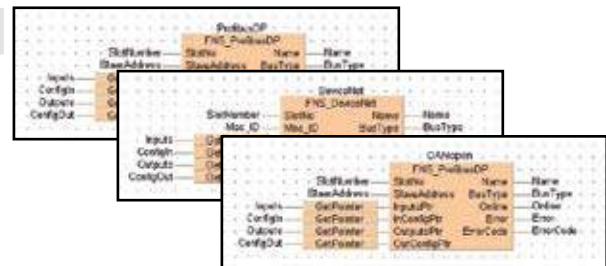 ProfibusDP
FNS_ProfibusDP
SlotNumber SlotNo Name Name
SlaveAddress SlaveAddress BusType BusType
Inputs
ConfigIn
Outputs
ConfigOut
DeviceNet
FNS_DeviceNet
SlotNumber SlotNo Name Name
Mac_ID Mac_ID BusType BusType
Inputs
ConfigIn
Outputs
ConfigOut
CANopen
FNS_ProfibusDP
SlotNumber SlotNo Name Name
SlaveAddress SlaveAddress BusType BusType
Inputs GetPointer InputsPtr Online Online
ConfigIn GetPointer InConfigPtr Error Error
Outputs GetPointer OutputsPtr ErrorCode ErrorCode
ConfigOut GetPointer OutConfigPtr